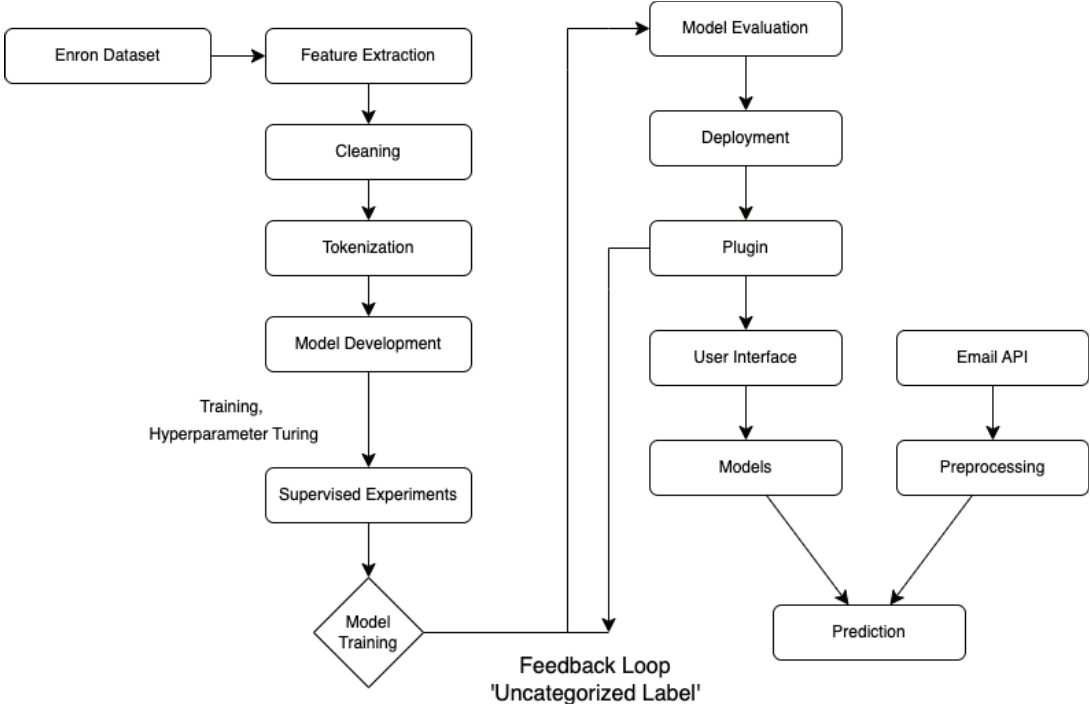 Enron Dataset
Feature Extraction
Cleaning
Tokenization
Model Development
Training,
Hyperparameter Turing
Supervised Experiments
Model
Training
Feedback Loop
'Uncategorized Label'
Model Evaluation
Deployment
Plugin
User Interface
Models
Email API
Preprocessing
Prediction